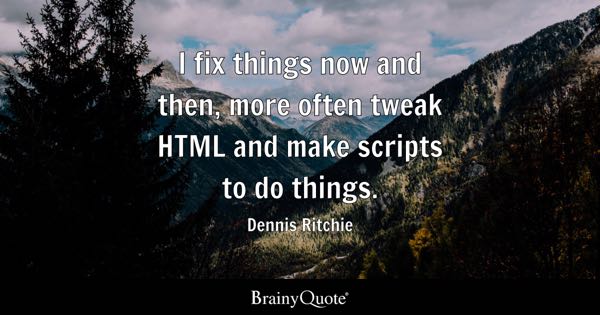 I fix things now and
then, more often tweak
HTML and make scripts
to do things.
Dennis Ritchie
BrainyQuote®